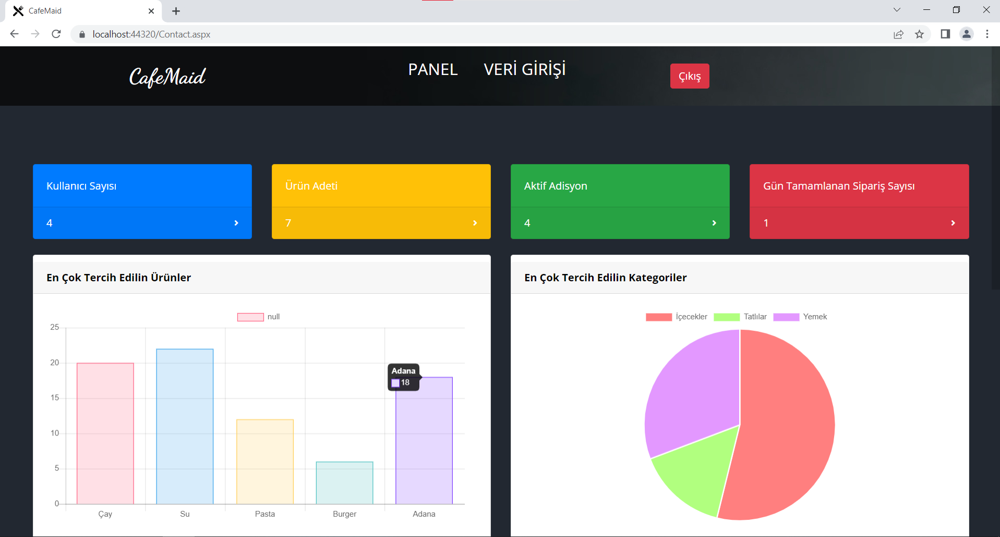 CafeMaid
localhost:44320/Contact.aspx
CafeMaid
PANEL
VERİ GİRİŞİ
Çıkış
Kullanıcı Sayısı
4
Ürün Adeti
7
Aktif Adisyon
4
Gün Tamamlanan Sipariş Sayısı
1
En Çok Tercih Edilin Ürünler
null
25
20
15
10
5
0
Adana
18
Çay
Su
Pasta
Burger
Adana
En Çok Tercih Edilin Kategoriler
İçecekler
Tatlılar
Yemek